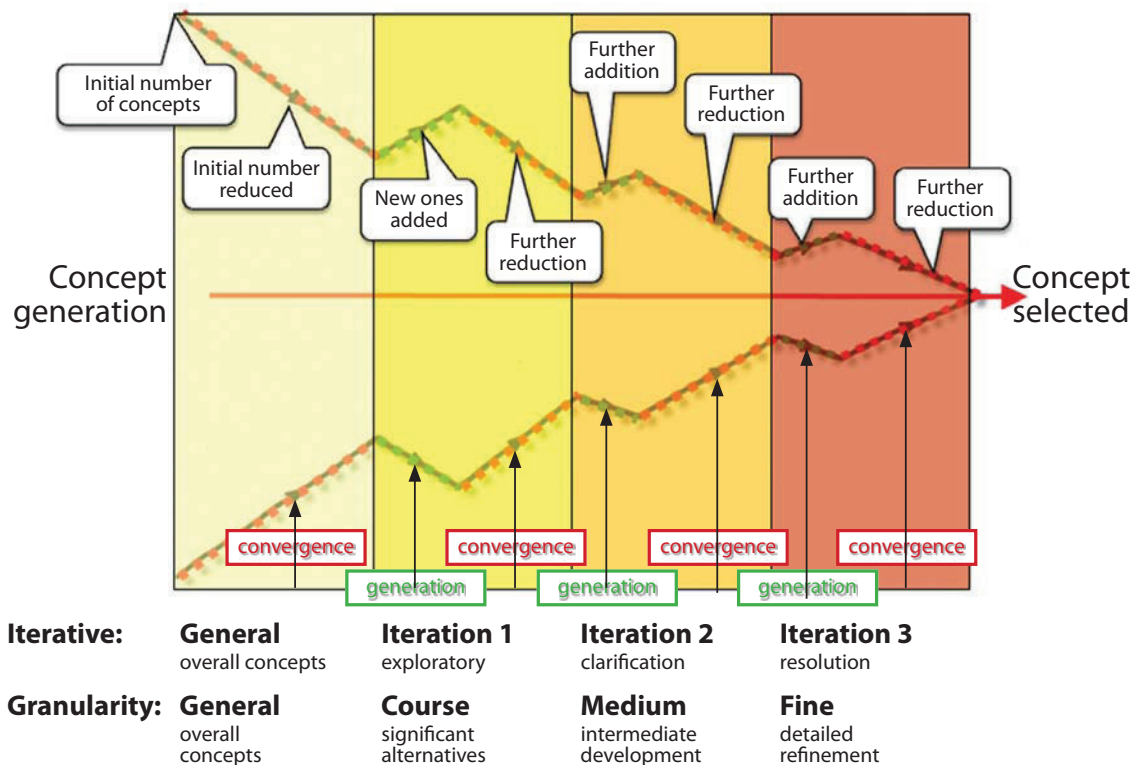 Initial number
of concepts
Initial number
reduced
New ones
added
Further
reduction
Further
addition
Further
reduction
Further
addition
Further
reduction
Concept
generation
Concept
selected
convergence
generation
convergence
generation
convergence
generation
convergence
Iterative: General Iteration 1 Iteration 2 Iteration 3
overall concepts exploratory clarification resolution
Granularity: General Course Medium Fine
overall significant intermediate detailed
concepts alternatives development refinement